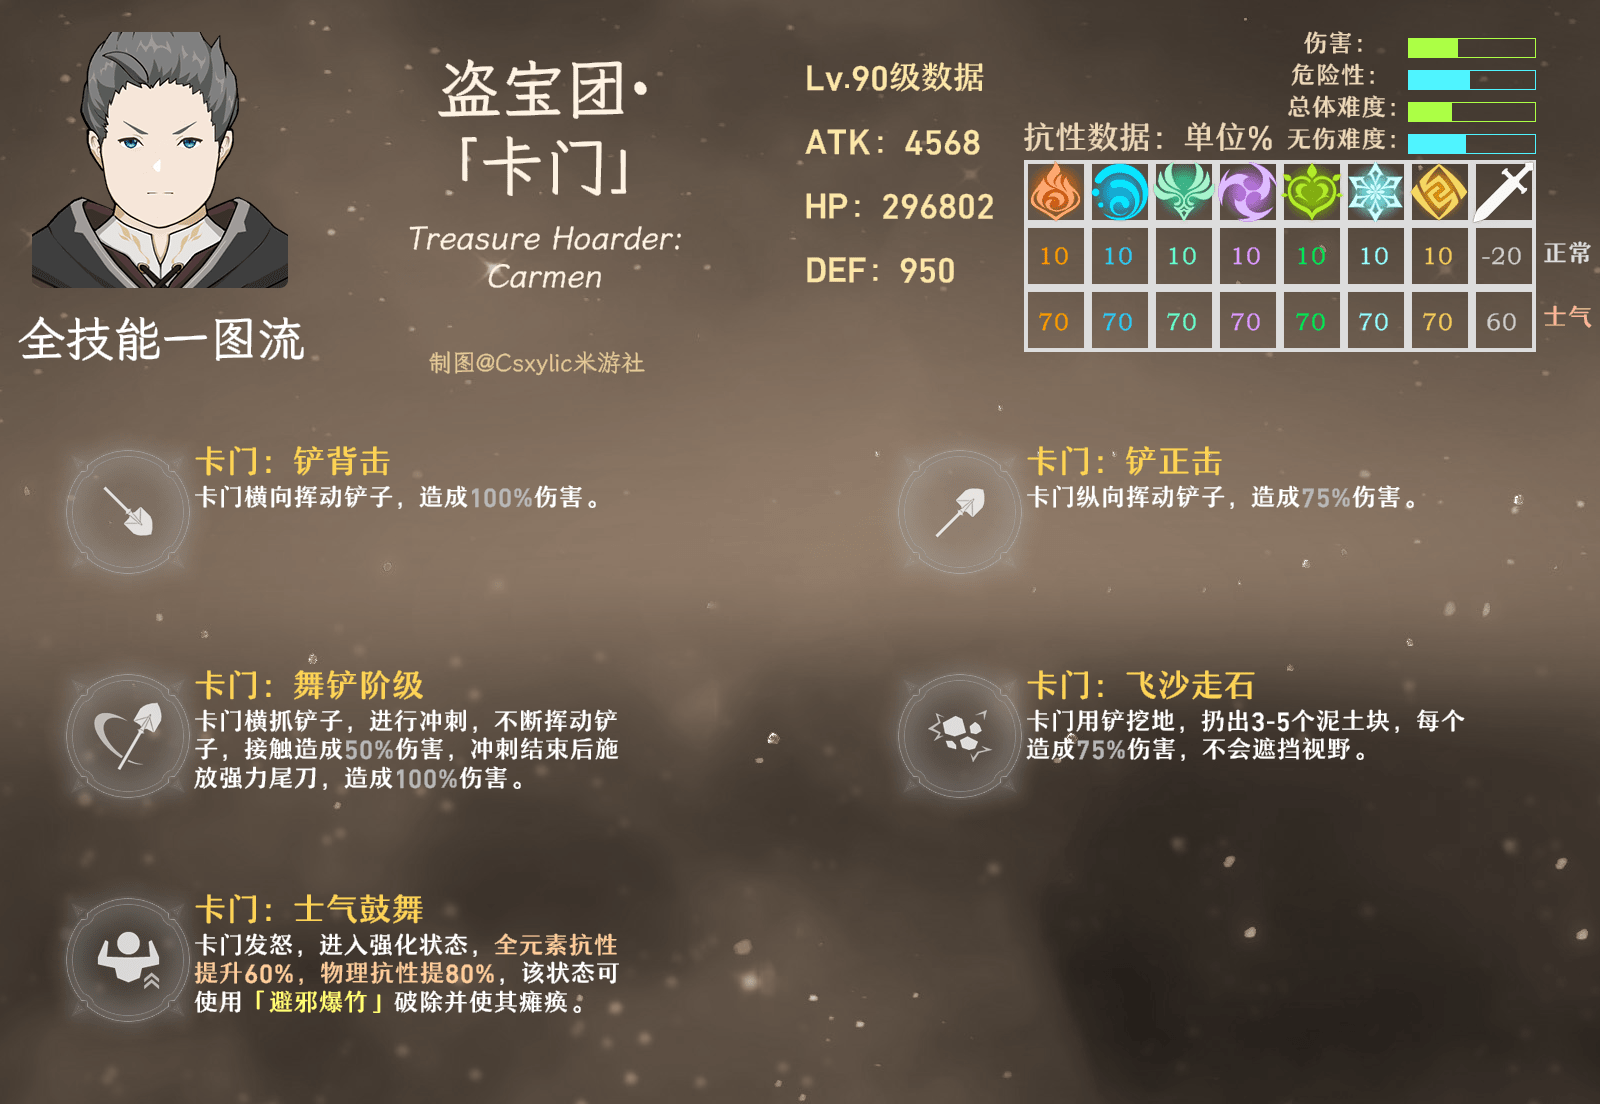 盗宝团·
「卡门」
Treasure Hoarder:
Carmen
全技能一图流
制图@Csxylic米游社
Lv.90级数据
ATK：4568
HP：296802
DEF：950
伤害：
危险性：
总体难度：
无伤难度：
抗性数据：单位%
10 10 10 10 10 10 10 -20 正常
70 70 70 70 70 70 70 60 士气
卡门：铲背击
卡门横向挥动铲子，造成100%伤害。
卡门：铲正击
卡门纵向挥动铲子，造成75%伤害。
卡门：舞铲阶级
卡门横抓铲子，进行冲刺，不断挥动铲
子，接触造成50%伤害，冲刺结束后施
放强力尾刀，造成100%伤害。
卡门：飞沙走石
卡门用铲挖地，扔出3-5个泥土块，每个
造成75%伤害，不会遮挡视野。
卡门：士气鼓舞
卡门发怒，进入强化状态，全元素抗性
提升60%，物理抗性提80%，该状态可
使用「避邪爆竹」破除并使其瘫痪。